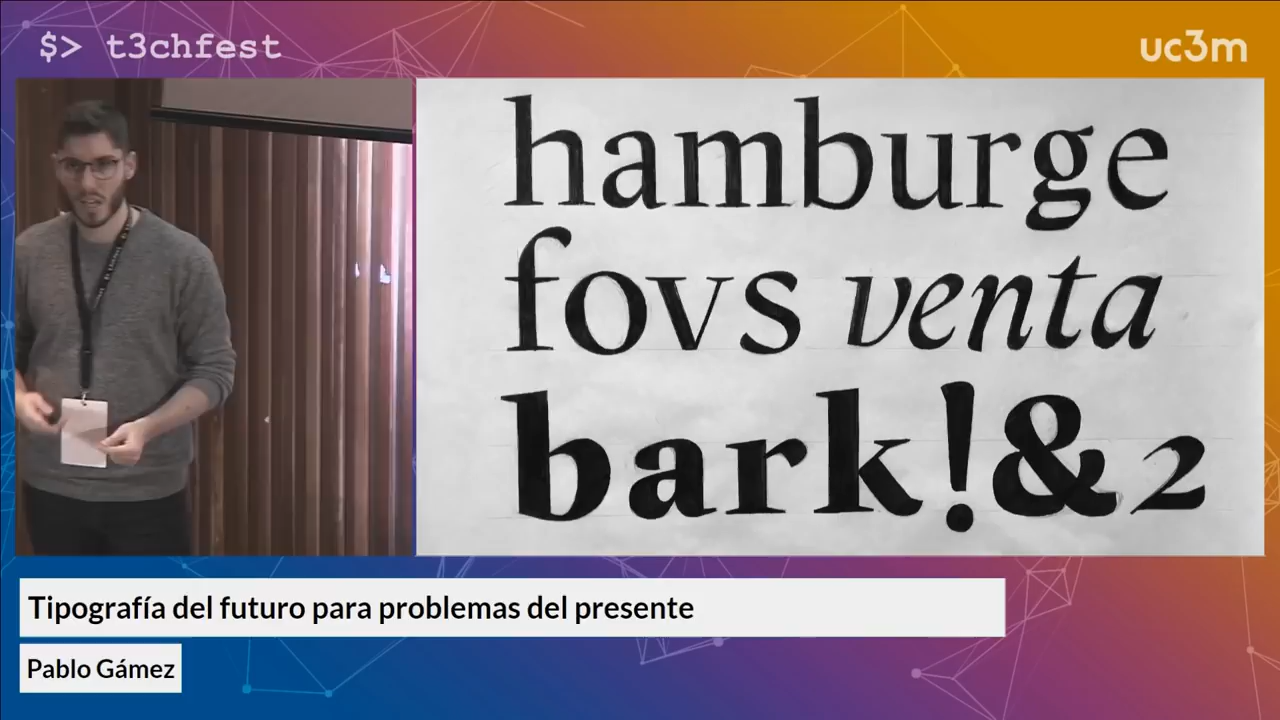 $> t3chfest
uc3m
hamburge
fovs venta
bark!&2
Tipografía del futuro para problemas del presente
Pablo Gámez